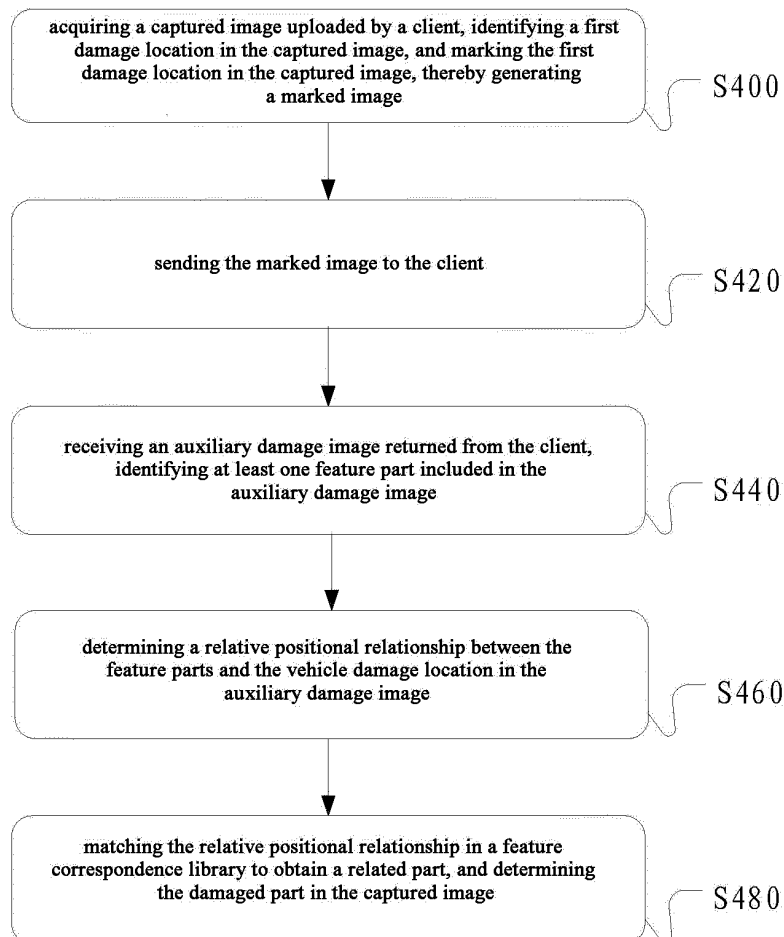 acquiring a captured image uploaded by a client, identifying a first
damage location in the captured image, and marking the first
damage location in the captured image, thereby generating
a marked image
S400
sending the marked image to the client
S420
receiving an auxiliary damage image returned from the client,
identifying at least one feature part included in the
auxiliary damage image
S440
determining a relative positional relationship between the
feature parts and the vehicle damage location in the
auxiliary damage image
S460
matching the relative positional relationship in a feature
correspondence library to obtain a related part, and determining
the damaged part in the captured image
S480